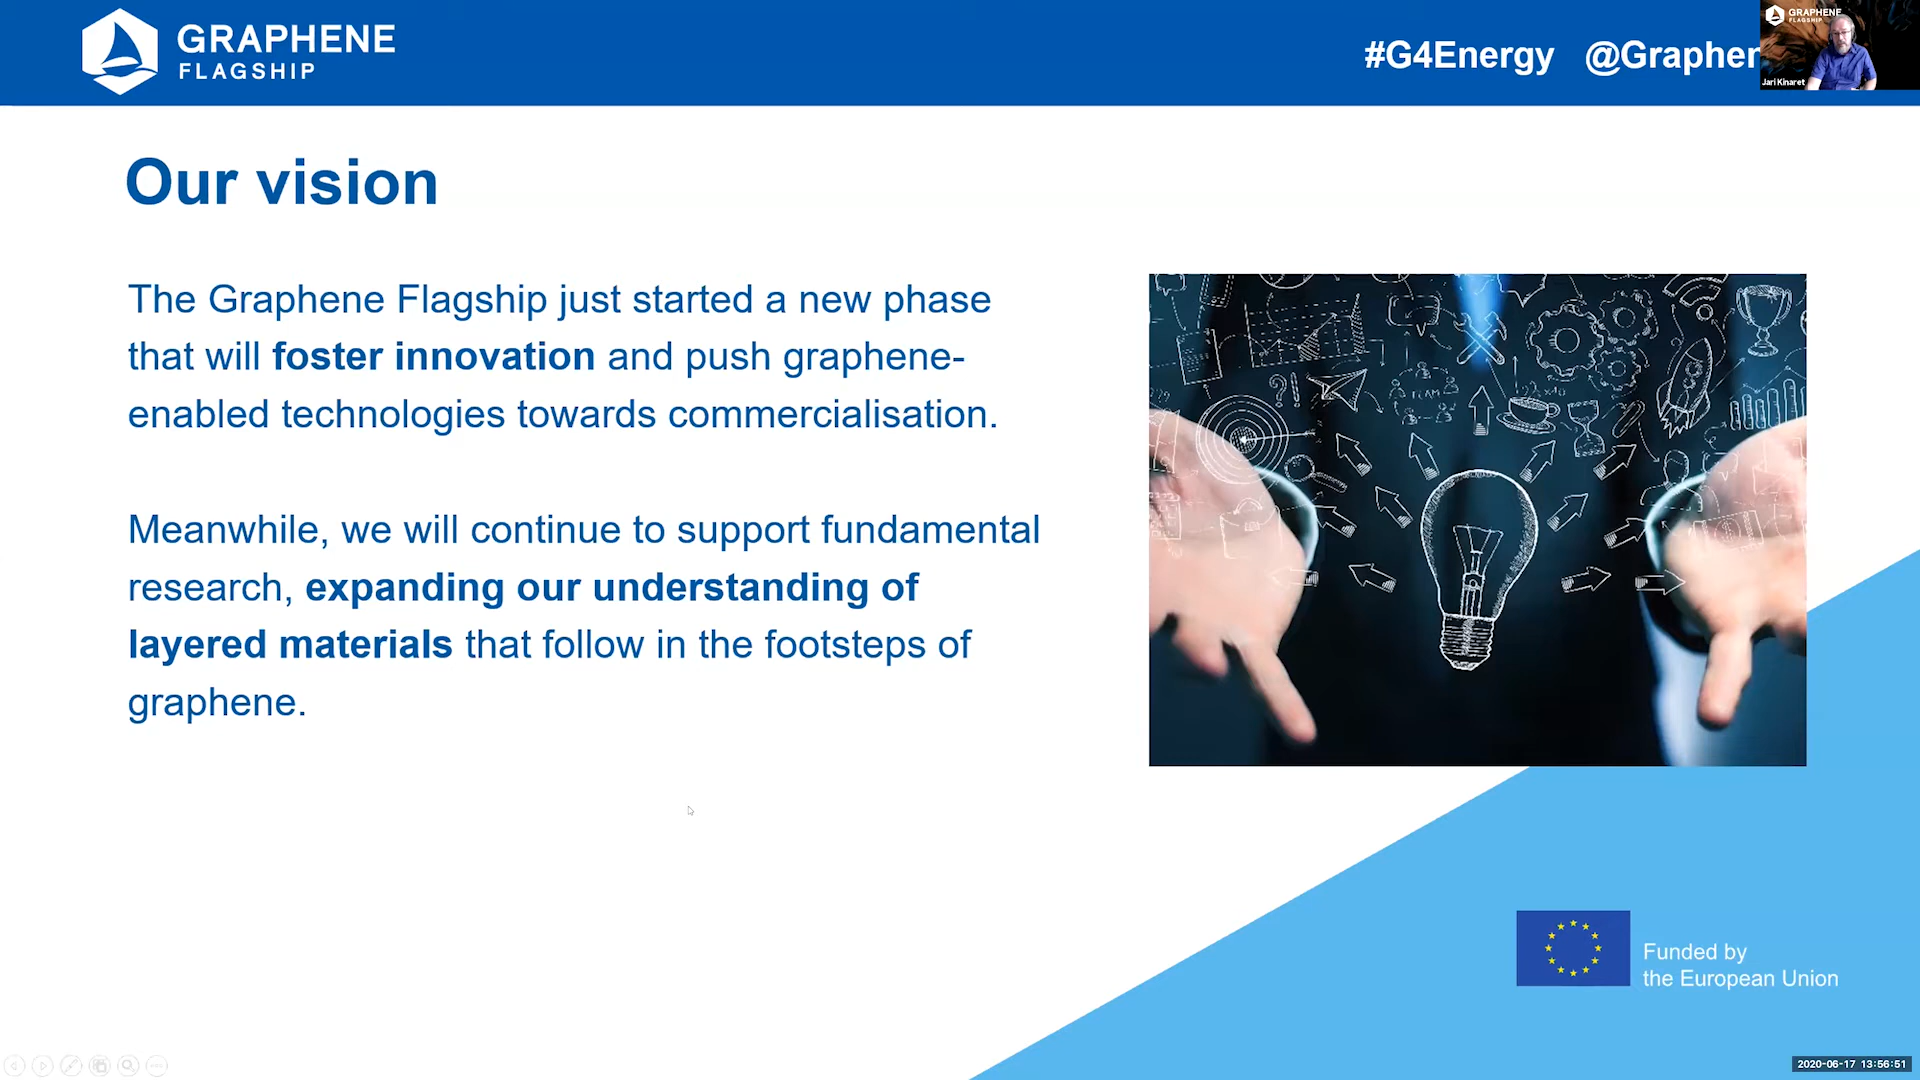 GRAPHENE
FLAGSHIP
#G4Energy @Graphen
GRAPHENE
FLAGSHIP
Jari Kinaret
Our vision
The Graphene Flagship just started a new phase
that will foster innovation and push graphene-
enabled technologies towards commercialisation.
Meanwhile, we will continue to support fundamental
research, expanding our understanding of
layered materials that follow in the footsteps of
graphene.
TEAM
Funded by
the European Union
2020-06-17 13:56:51